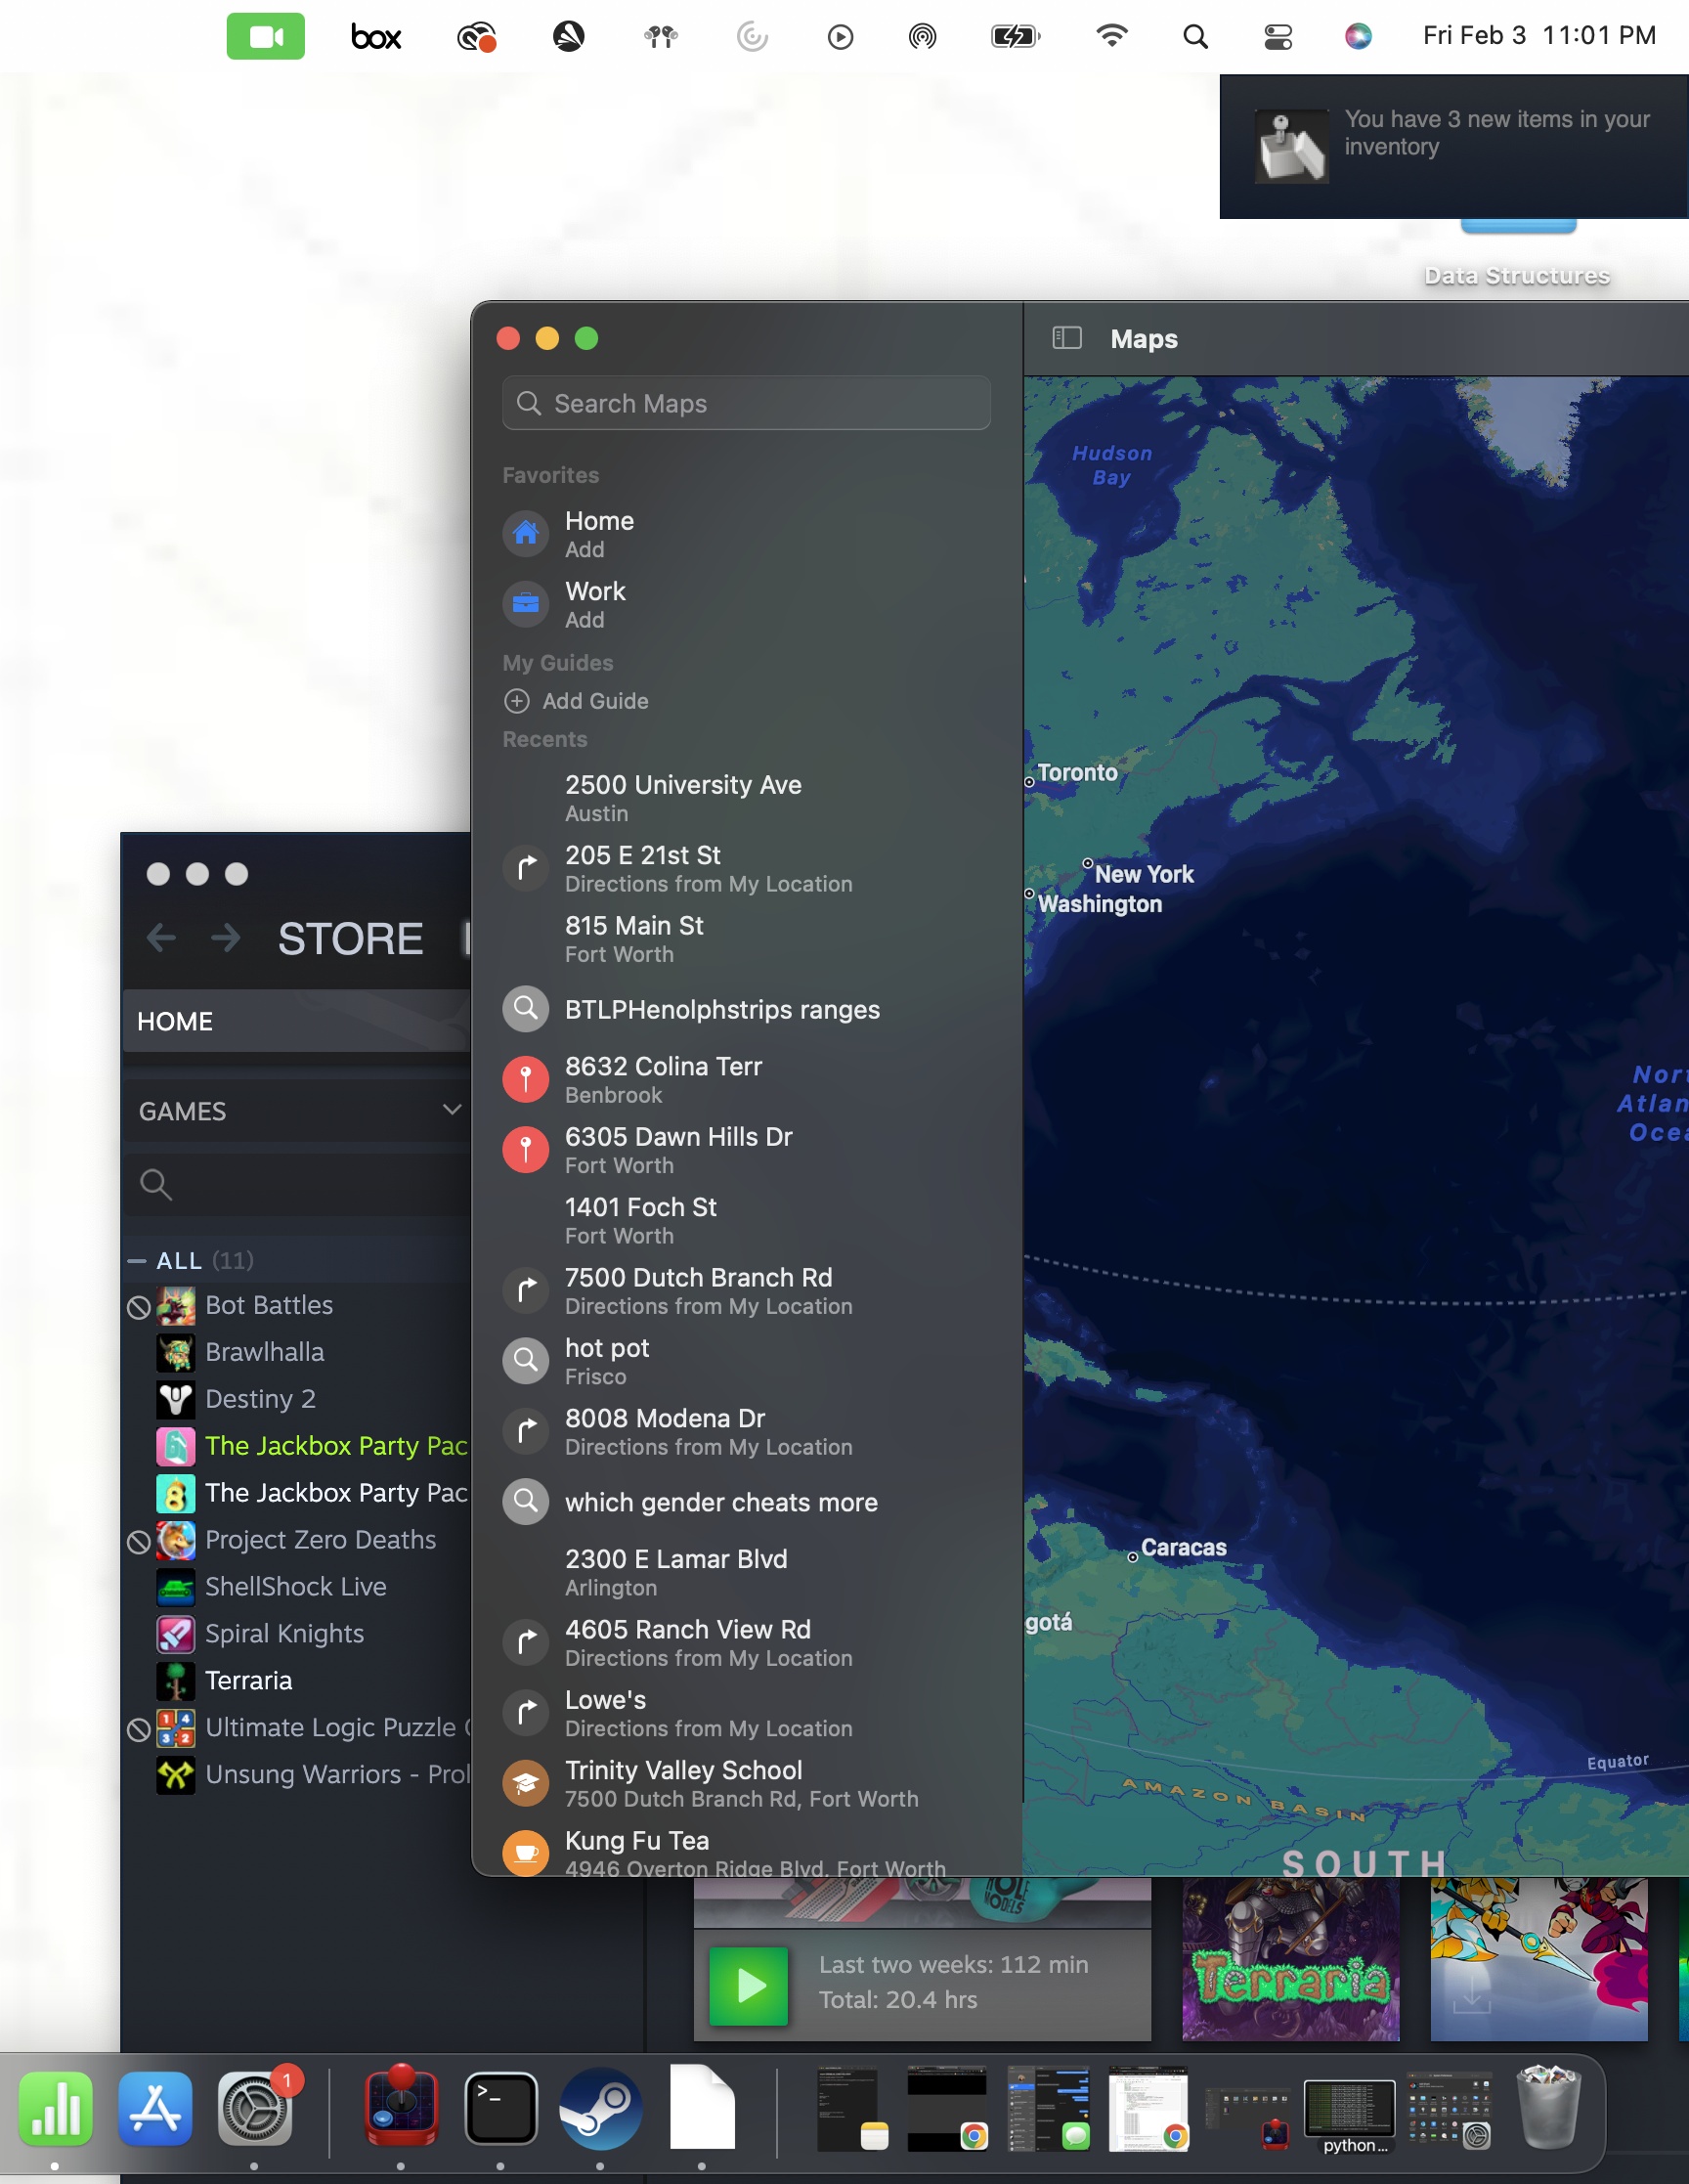 box
Fri Feb 3 11:01 PM
You have 3 new items in your
inventory
Data Structures
Maps
Search Maps
Favorites
Home
Add
Work
Add
My Guides
Add Guide
Recents
2500 University Ave
Austin
205 E 21st St
Directions from My Location
815 Main St
Fort Worth
BTLPHenolphstrips ranges
8632 Colina Terr
Benbrook
6305 Dawn Hills Dr
Fort Worth
1401 Foch St
Fort Worth
7500 Dutch Branch Rd
Directions from My Location
hot pot
Frisco
8008 Modena Dr
Directions from My Location
which gender cheats more
2300 E Lamar Blvd
Arlington
4605 Ranch View Rd
Directions from My Location
Lowe's
Directions from My Location
Trinity Valley School
7500 Dutch Branch Rd, Fort Worth
Kung Fu Tea
4946 Overton Ridge Blvd, Fort Worth
Hudson
Bay
Toronto
New York
Washington
Nort
Atlan
Ocea
Caracas
gotá
Equator
AMAZON BASIN
SOUTH
STORE
HOME
GAMES
ALL (11)
Bot Battles
Brawlhalla
Destiny 2
The Jackbox Party Pac
The Jackbox Party Pac
Project Zero Deaths
ShellShock Live
Spiral Knights
Terraria
Ultimate Logic Puzzle
Unsung Warriors - Prol
ROLE
MODELS
Last two weeks: 112 min
Total: 20.4 hrs
Terraria
1
python...